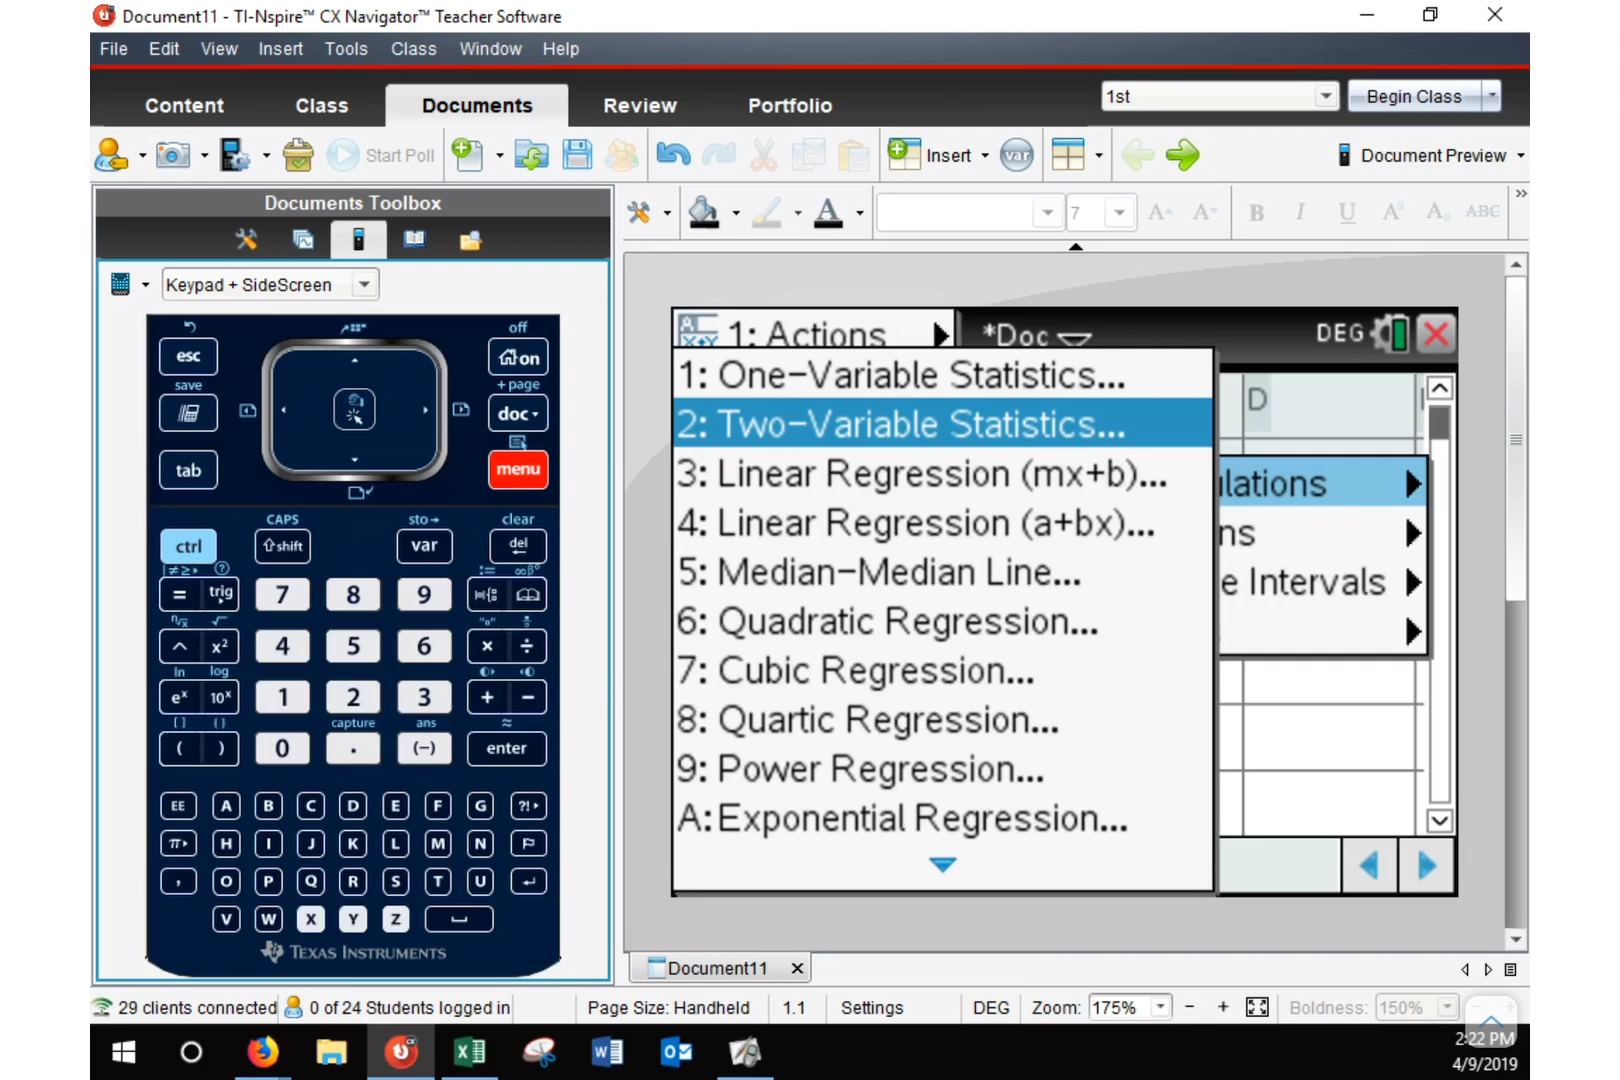 Document11 - TI-Nspire™ CX Navigator™ Teacher Software
File Edit View Insert Tools Class Window Help
Content Class Documents Review Portfolio 1st Begin Class
Start Poll Insert var Document Preview
Documents Toolbox
7 A A B I U A A ABC
Keypad + SideScreen
1: Actions *Doc DEG
1: One-Variable Statistics...
2: Two-Variable Statistics...
3: Linear Regression (mx+b)...
4: Linear Regression (a+bx)...
5: Median-Median Line...
6: Quadratic Regression...
7: Cubic Regression...
8: Quartic Regression...
9: Power Regression...
A: Exponential Regression...
D
lations
ns
e Intervals
off
esc on
save + page
doc
tab menu
CAPS sto→ clear
ctrl shift var del
= trig 7 8 9
^ x² 4 5 6 × ÷
ln log
eˣ 10ˣ 1 2 3 + −
[ ] { } capture ans ≈
( ) 0 . (−) enter
EE A B C D E F G ?!
π H I J K L M N
, O P Q R S T U
V W X Y Z
TEXAS INSTRUMENTS
Document11
29 clients connected 0 of 24 Students logged in Page Size: Handheld 1.1 Settings DEG Zoom: 175% − + Boldness: 150%
2:22 PM
4/9/2019